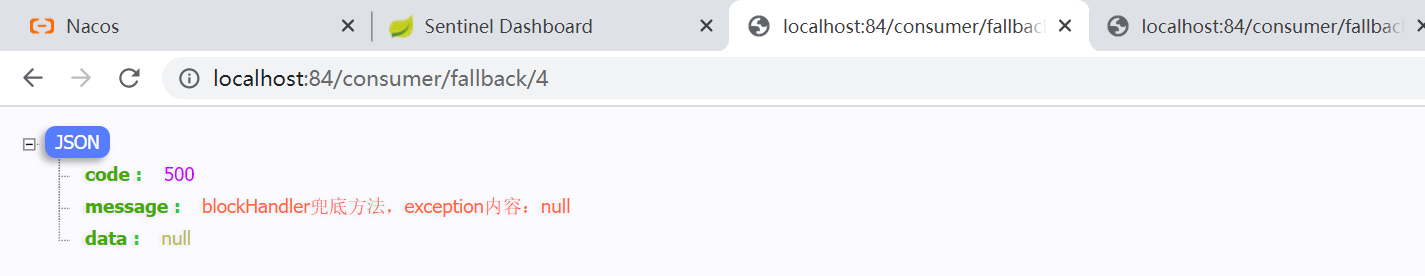 Nacos
Sentinel Dashboard
localhost:84/consumer/fallback
localhost:84/consumer/fallbac
localhost:84/consumer/fallback/4
JSON
code : 500
message : blockHandler兜底方法，exception内容：null
data : null